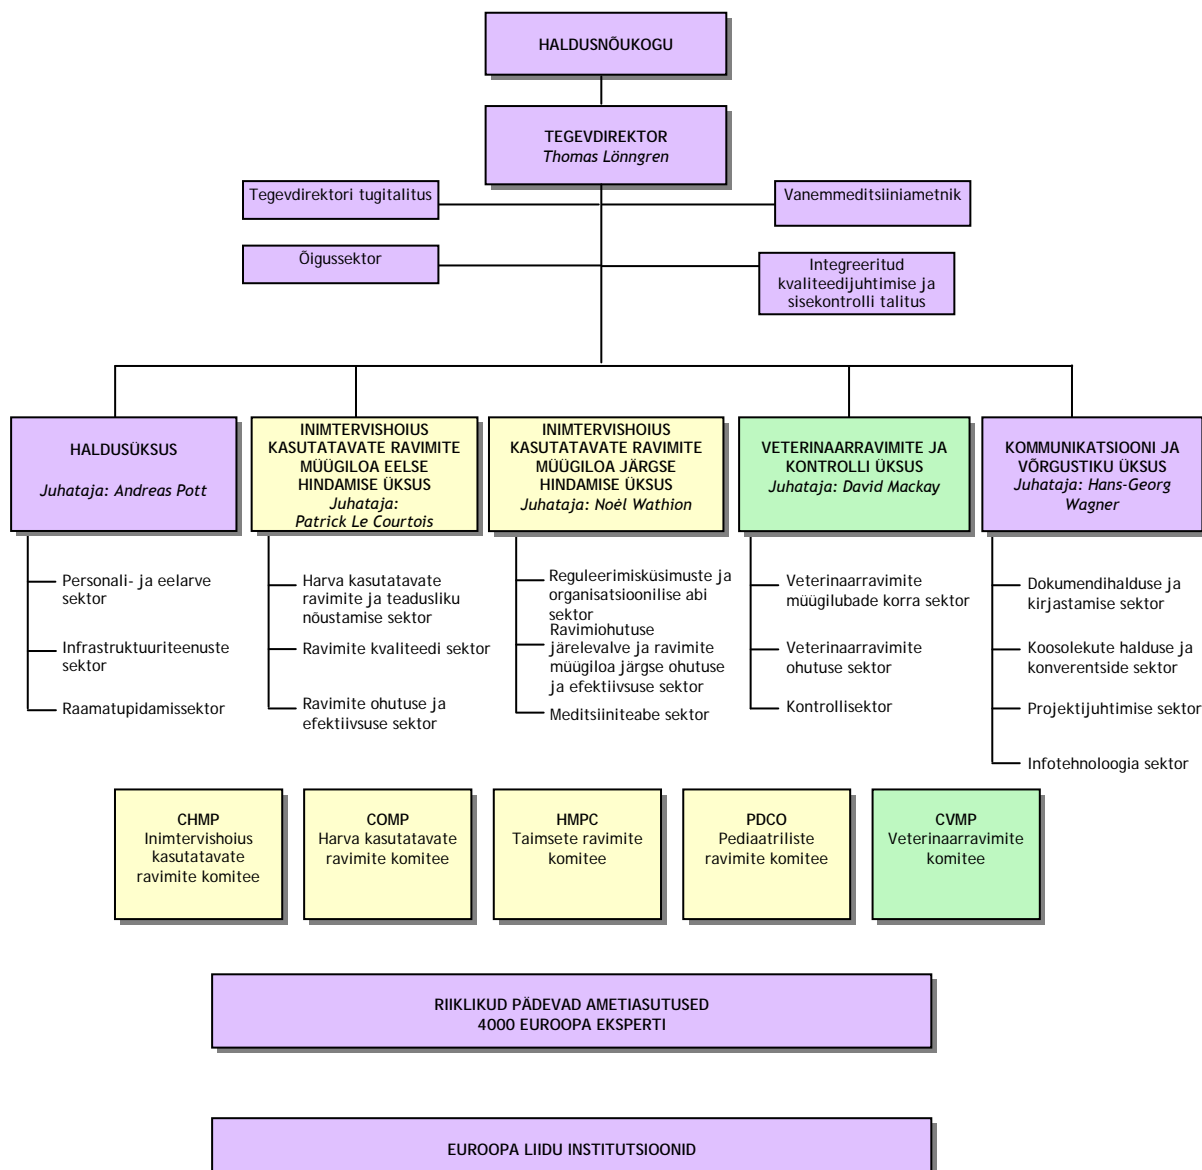 HALDUSNÕUKOGU
TEGEVDIREKTOR
Thomas Lönngren
Tegevdirektori tugitalitus
Vanemmeditsiiniametnik
Õigussektor
Integreeritud
kvaliteedijuhtimise ja
sisekontrolli talitus
HALDUSÜKSUS
Juhataja: Andreas Pott
INIMTERVISHOIUS
KASUTATAVATE RAVIMITE
MÜÜGILOA EELSE
HINDAMISE ÜKSUS
Juhataja:
Patrick Le Courtois
INIMTERVISHOIUS
KASUTATAVATE RAVIMITE
MÜÜGILOA JÄRGSE
HINDAMISE ÜKSUS
Juhataja: Noèl Wathion
VETERINAARRAVIMITE JA
KONTROLLI ÜKSUS
Juhataja: David Mackay
KOMMUNIKATSIOONI JA
VÕRGUSTIKU ÜKSUS
Juhataja: Hans-Georg
Wagner
Personali- ja eelarve
sektor
Infrastruktuuriteenuste
sektor
Raamatupidamissektor
Harva kasutatavate
ravimite ja teadusliku
nõustamise sektor
Ravimite kvaliteedi sektor
Ravimite ohutuse ja
efektiivsuse sektor
Reguleerimisküsimuste ja
organisatsioonilise abi
sektor
Ravimiohutuse
järelevalve ja ravimite
müügiloa järgse ohutuse
ja efektiivsuse sektor
Meditsiiniteabe sektor
Veterinaarravimite
müügilubade korra sektor
Veterinaarravimite
ohutuse sektor
Kontrollisektor
Dokumendihalduse ja
kirjastamise sektor
Koosolekute halduse ja
konverentside sektor
Projektijuhtimise sektor
Infotehnoloogia sektor
CHMP
Inimtervishoius
kasutatavate
ravimite komitee
COMP
Harva kasutatavate
ravimite komitee
HMPC
Taimsete ravimite
komitee
PDCO
Pediaatriliste
ravimite komitee
CVMP
Veterinaarravimite
komitee
RIIKLIKUD PÄDEVAD AMETIASUTUSED
4000 EUROOPA EKSPERTI
EUROOPA LIIDU INSTITUTSIOONID